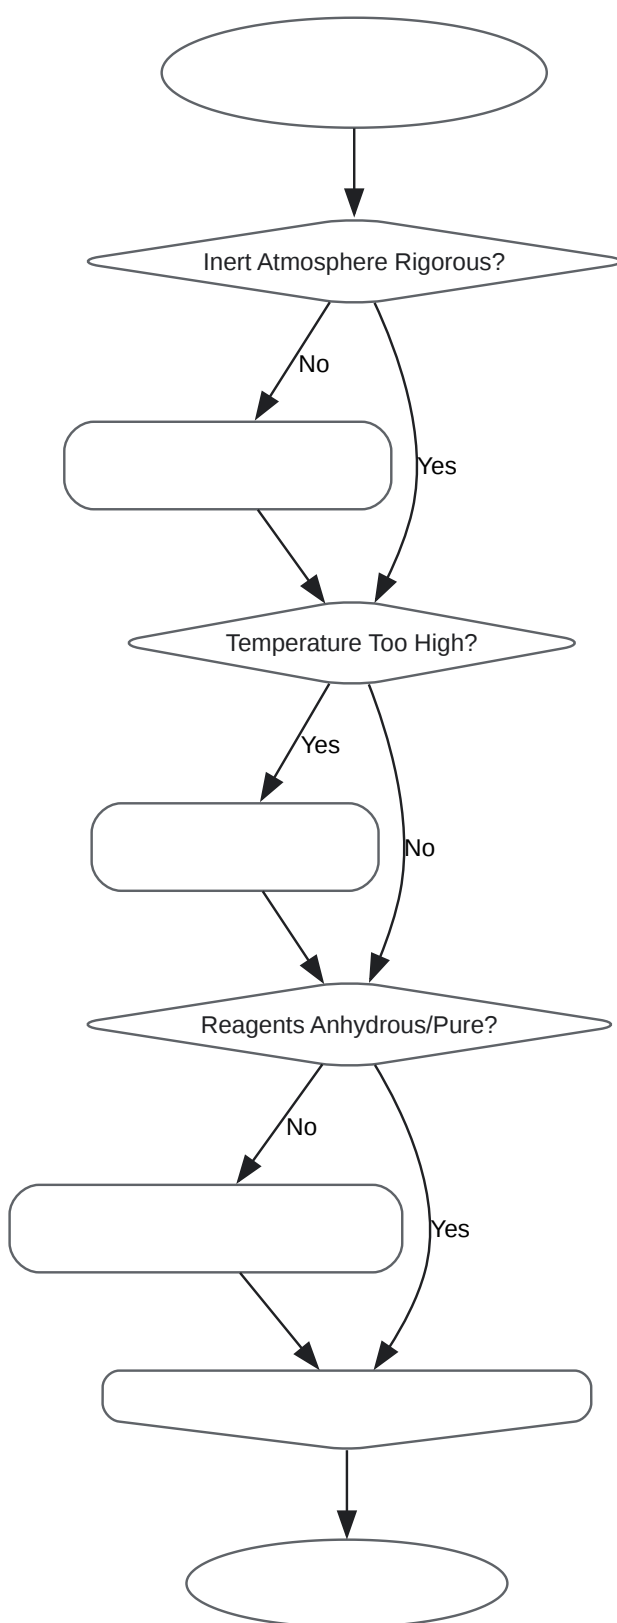 Inert Atmosphere Rigorous?
No
Yes
Temperature Too High?
Yes
No
Reagents Anhydrous/Pure?
No
Yes